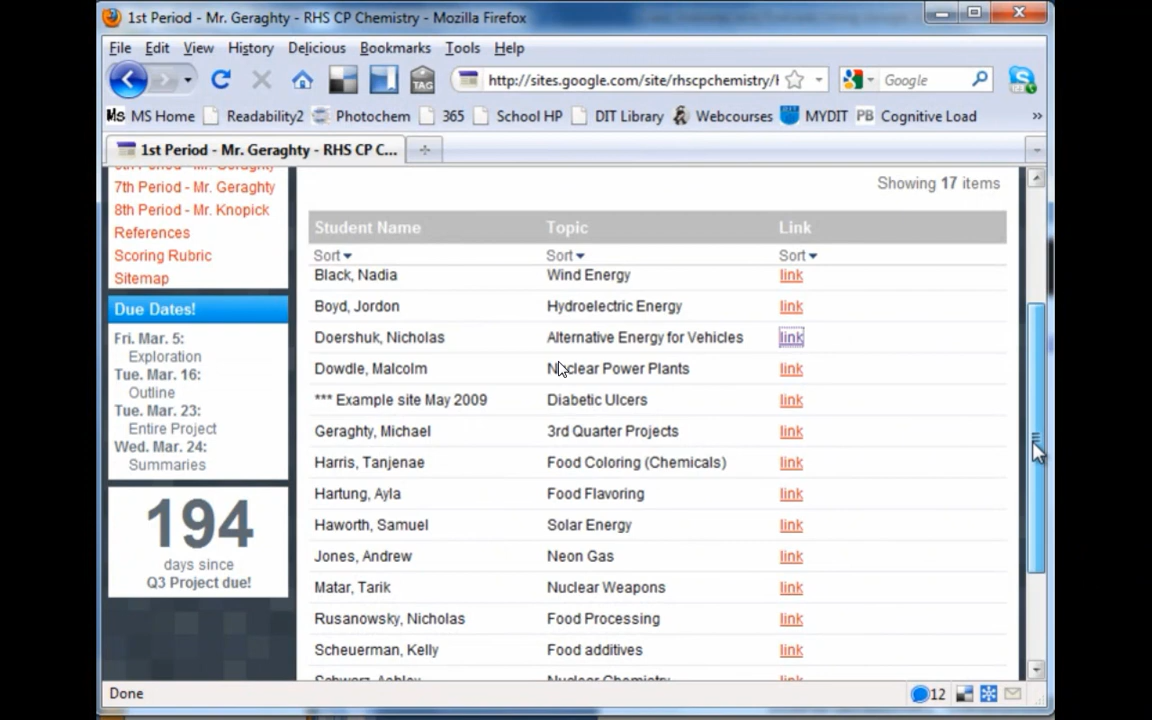 1st Period - Mr. Geraghty - RHS CP Chemistry - Mozilla Firefox
File Edit View History Delicious Bookmarks Tools Help
TAG http://sites.google.com/site/rhscpchemistry/ Google
Ms MS Home Readability2 Photochem 365 School HP DIT Library Webcourses MYDIT PB Cognitive Load »
1st Period - Mr. Geraghty - RHS CP C...
7th Period - Mr. Geraghty
8th Period - Mr. Knopick
References
Scoring Rubric
Sitemap
Due Dates!
Fri. Mar. 5:
Exploration
Tue. Mar. 16:
Outline
Tue. Mar. 23:
Entire Project
Wed. Mar. 24:
Summaries
194
days since
Q3 Project due!
Showing 17 items
Student Name Topic Link
Sort Sort Sort
Black, Nadia Wind Energy link
Boyd, Jordon Hydroelectric Energy link
Doershuk, Nicholas Alternative Energy for Vehicles link
Dowdle, Malcolm Nuclear Power Plants link
*** Example site May 2009 Diabetic Ulcers link
Geraghty, Michael 3rd Quarter Projects link
Harris, Tanjenae Food Coloring (Chemicals) link
Hartung, Ayla Food Flavoring link
Haworth, Samuel Solar Energy link
Jones, Andrew Neon Gas link
Matar, Tarik Nuclear Weapons link
Rusanowsky, Nicholas Food Processing link
Scheuerman, Kelly Food additives link
Schwarz, Ashley Nuclear Chemistry link
Done 12